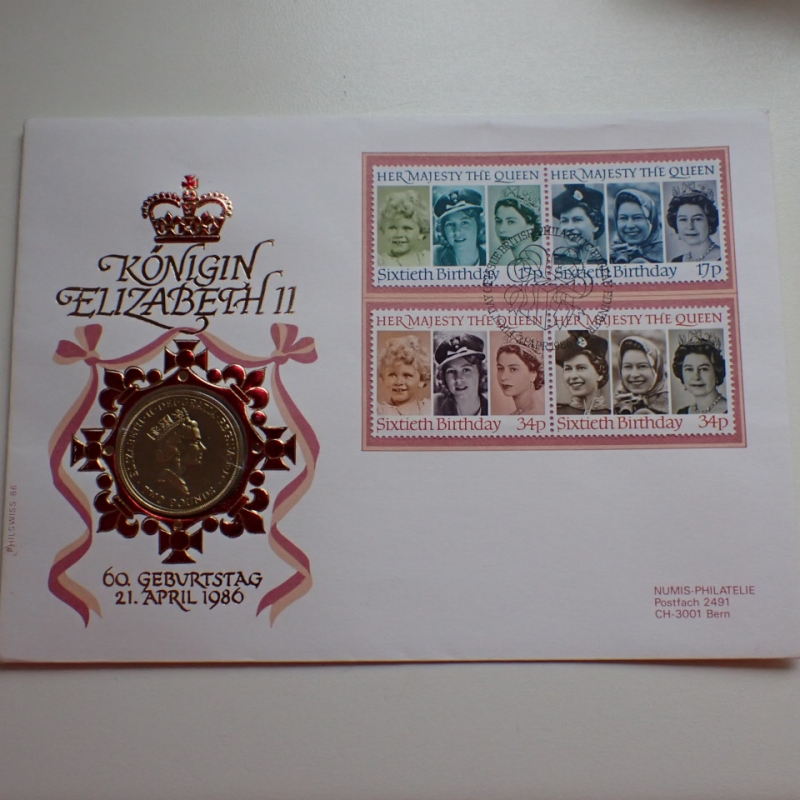 KÖNIGIN
ELIZABETH II
60. GEBURTSTAG
21. APRIL 1986
PHILSWISS 86
ELIZABETH·II
TWO POUNDS
HER MAJESTY THE QUEEN
Sixtieth Birthday 17p
HER MAJESTY THE QUEEN
Sixtieth Birthday 17p
HER MAJESTY THE QUEEN
Sixtieth Birthday 34p
HER MAJESTY THE QUEEN
Sixtieth Birthday 34p
NUMIS-PHILATELIE
Postfach 2491
CH-3001 Bern